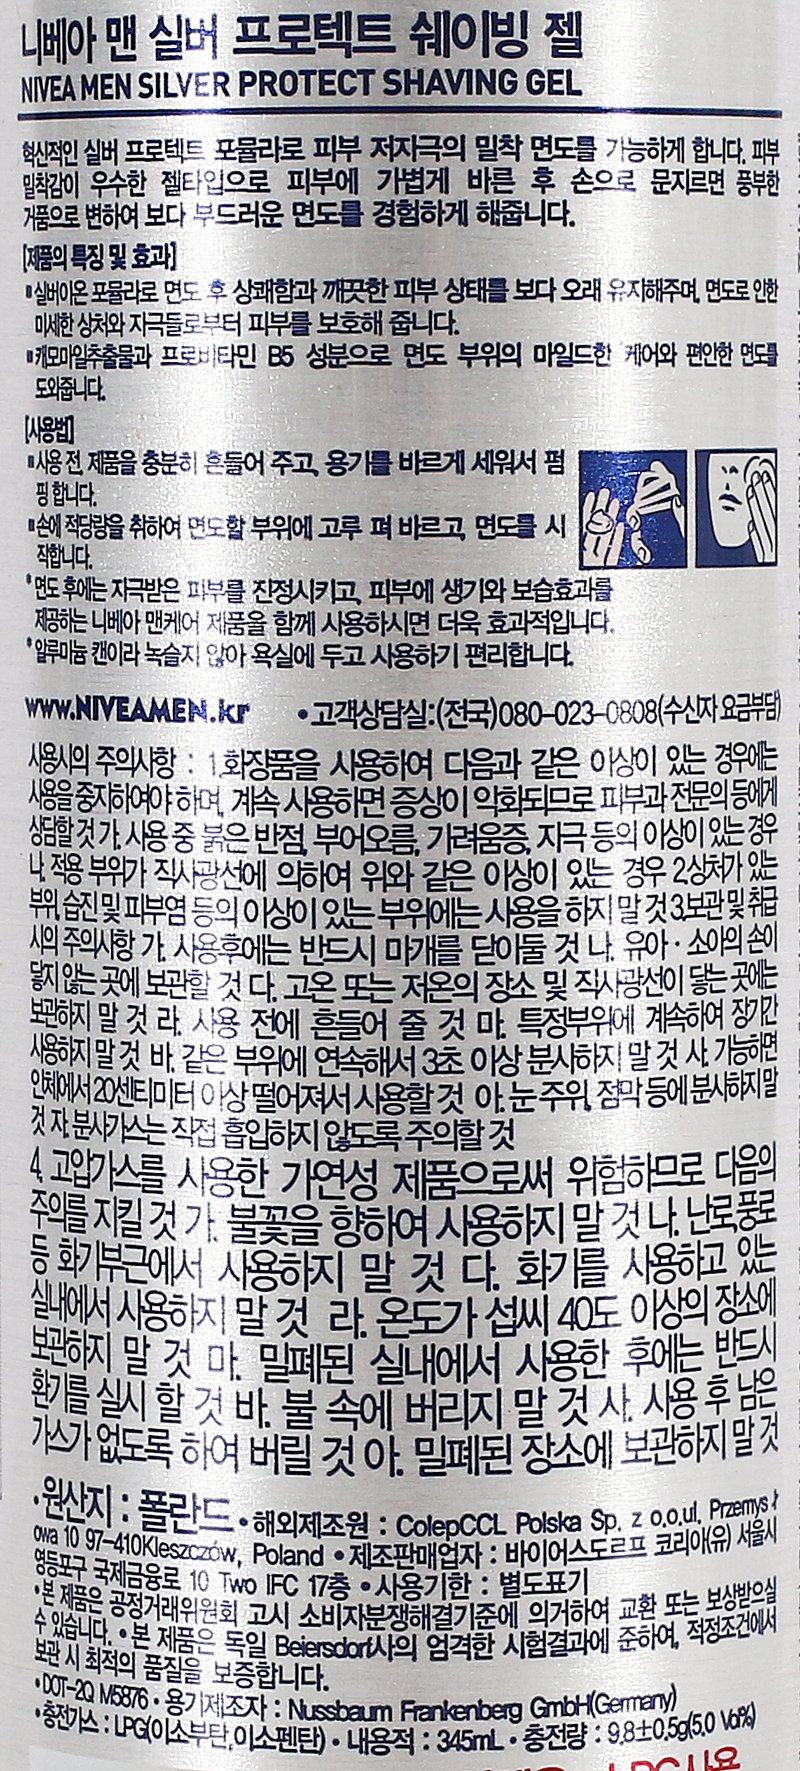 니베아 맨 실버 프로텍트 쉐이빙 젤
NIVEA MEN SILVER PROTECT SHAVING GEL
혁신적인 실버 프로텍트 포뮬라로 피부 저자극의 밀착 면도를 가능하게 합니다. 피부
밀착감이 우수한 젤타입으로 피부에 가볍게 바른 후 손으로 문지르면 풍부한
거품으로 변하여 보다 부드러운 면도를 경험하게 해줍니다.
[제품의 특징 및 효과]
■실버이온 포뮬라로 면도 후 상쾌함과 깨끗한 피부 상태를 보다 오래 유지해주며, 면도로 인한
미세한 상처와 자극들로부터 피부를 보호해 줍니다.
■캐모마일추출물과 프로비타민 B5 성분으로 면도 부위의 마일드한 케어와 편안한 면도를
도와줍니다.
[사용법]
■사용 전, 제품을 충분히 흔들어 주고, 용기를 바르게 세워서 펌
핑 합니다.
■손에 적당량을 취하여 면도할 부위에 고루 펴 바르고, 면도를 시
작합니다.
*면도 후에는 자극받은 피부를 진정시키고, 피부에 생기와 보습효과를
제공하는 니베아 맨케어 제품을 함께 사용하시면 더욱 효과적입니다.
*알루미늄 캔이라 녹슬지 않아 욕실에 두고 사용하기 편리합니다.
www.NIVEAMEN.kr •고객상담실:(전국)080-023-0808(수신자 요금부담)
사용시의 주의사항 : 1.화장품을 사용하여 다음과 같은 이상이 있는 경우에는
사용을 중지하여야 하며, 계속 사용하면 증상이 악화되므로 피부과 전문의 등에게
상담할 것 가. 사용 중 붉은 반점, 부어오름, 가려움증, 자극 등의 이상이 있는 경우
나. 적용 부위가 직사광선에 의하여 위와 같은 이상이 있는 경우 2.상처가 있는
부위, 습진 및 피부염 등의 이상이 있는 부위에는 사용을 하지 말 것 3.보관 및 취급
시의 주의사항 가. 사용후에는 반드시 마개를 닫아둘 것 나. 유아 · 소아의 손이
닿지 않는 곳에 보관할 것 다. 고온 또는 저온의 장소 및 직사광선이 닿는 곳에는
보관하지 말 것 라. 사용 전에 흔들어 줄 것 마. 특정부위에 계속하여 장기간
사용하지 말 것 바. 같은 부위에 연속해서 3초 이상 분사하지 말 것 사. 가능하면
인체에서 20센티미터 이상 떨어져서 사용할 것 아. 눈 주위, 점막 등에 분사하지 말
것 자. 분사가스는 직접 흡입하지 않도록 주의할 것
4. 고압가스를 사용한 가연성 제품으로써 위험하므로 다음의
주의를 지킬 것 가. 불꽃을 향하여 사용하지 말 것 나. 난로,풍로
등 화기부근에서 사용하지 말 것 다. 화기를 사용하고 있는
실내에서 사용하지 말 것 라. 온도가 섭씨 40도 이상의 장소에
보관하지 말 것 마. 밀폐된 실내에서 사용한 후에는 반드시
환기를 실시 할 것 바. 불 속에 버리지 말 것 사. 사용 후 남은
가스가 없도록 하여 버릴 것 아. 밀폐된 장소에 보관하지 말 것
•원산지 : 폴란드 •해외제조원 : ColepCCL Polska Sp. z o.o.ul. Przemysł
owa 10 97-410Kleszczów, Poland •제조판매업자 : 바이어스도르프 코리아(유) 서울시
영등포구 국제금융로 10 Two IFC 17층 •사용기한 : 별도표기
•본 제품은 공정거래위원회 고시 소비자분쟁해결기준에 의거하여 교환 또는 보상받으실
수 있습니다. •본 제품은 독일 Beiersdorf사의 엄격한 시험결과에 준하여, 적정조건에서
보관 시 최적의 품질을 보증합니다.
•DOT-2Q M5876 •용기제조자 : Nussbaum Frankenberg GmbH(Germany)
•충전가스 : LPG(이소부탄,이소펜탄) •내용적 : 345mL •충전량 : 9.8±0.5g(5.0 Vol%)